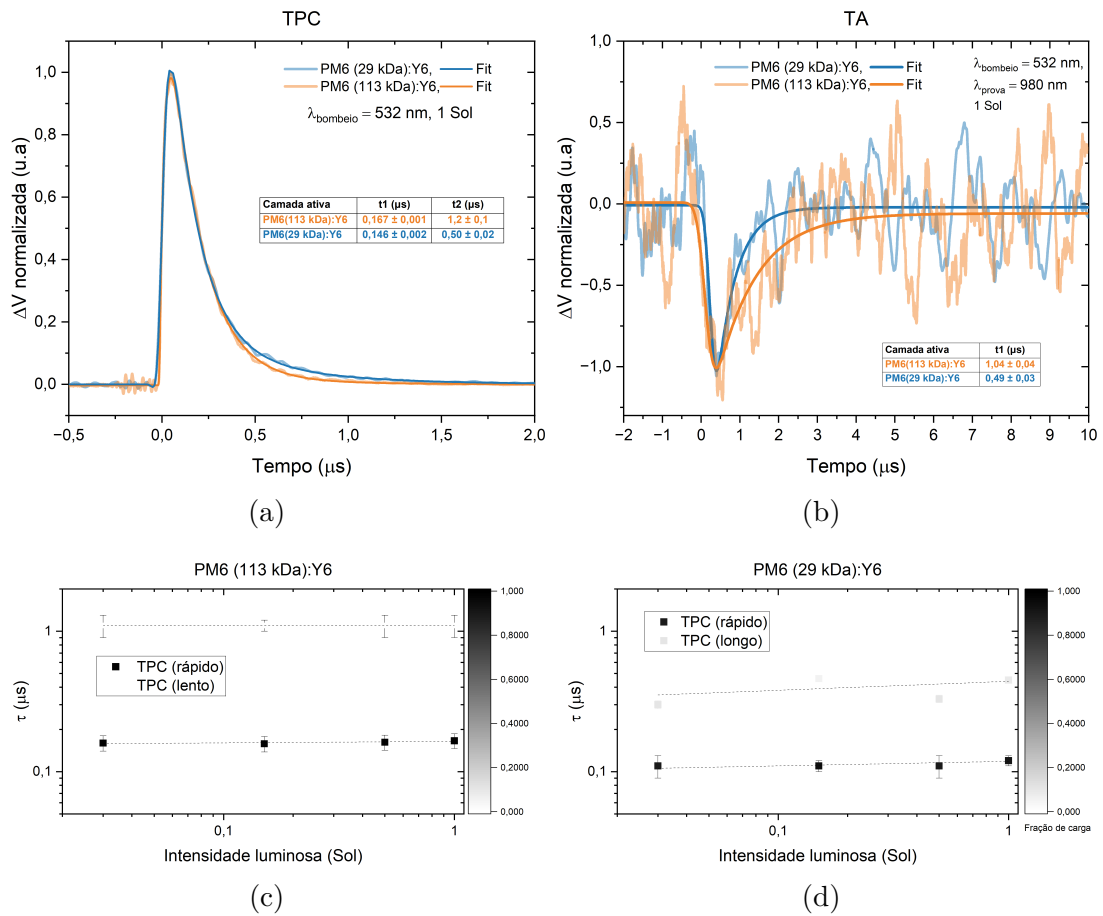 TPC
1,0
0,8
0,6
0,4
0,2
0,0
ΔV normalizada (u.a)
PM6 (29 kDa):Y6, Fit
PM6 (113 kDa):Y6, Fit
λbombeio = 532 nm, 1 Sol
Camada ativa t1 (µs) t2 (µs)
PM6(113 kDa):Y6 0,167 ± 0,001 1,2 ± 0,1
PM6(29 kDa):Y6 0,146 ± 0,002 0,50 ± 0,02
−0,5 0,0 0,5 1,0 1,5 2,0
Tempo (µs)
(a)
TA
1,0
0,5
0,0
−0,5
−1,0
ΔV normalizada (u.a)
PM6 (29 kDa):Y6, Fit
PM6 (113 kDa):Y6, Fit
λbombeio = 532 nm,
λprova = 980 nm
1 Sol
Camada ativa t1 (µs)
PM6(113 kDa):Y6 1,04 ± 0,04
PM6(29 kDa):Y6 0,49 ± 0,03
−2 −1 0 1 2 3 4 5 6 7 8 9 10
Tempo (µs)
(b)
PM6 (113 kDa):Y6
1
0,1
τ (µs)
TPC (rápido)
TPC (lento)
1,000
0,8000
0,6000
0,4000
0,2000
0,000
0,1 1
Intensidade luminosa (Sol)
(c)
PM6 (29 kDa):Y6
1
0,1
τ (µs)
TPC (rápido)
TPC (longo)
1,000
0,8000
0,6000
0,4000
0,2000
0,000
Fração de carga
0,1 1
Intensidade luminosa (Sol)
(d)